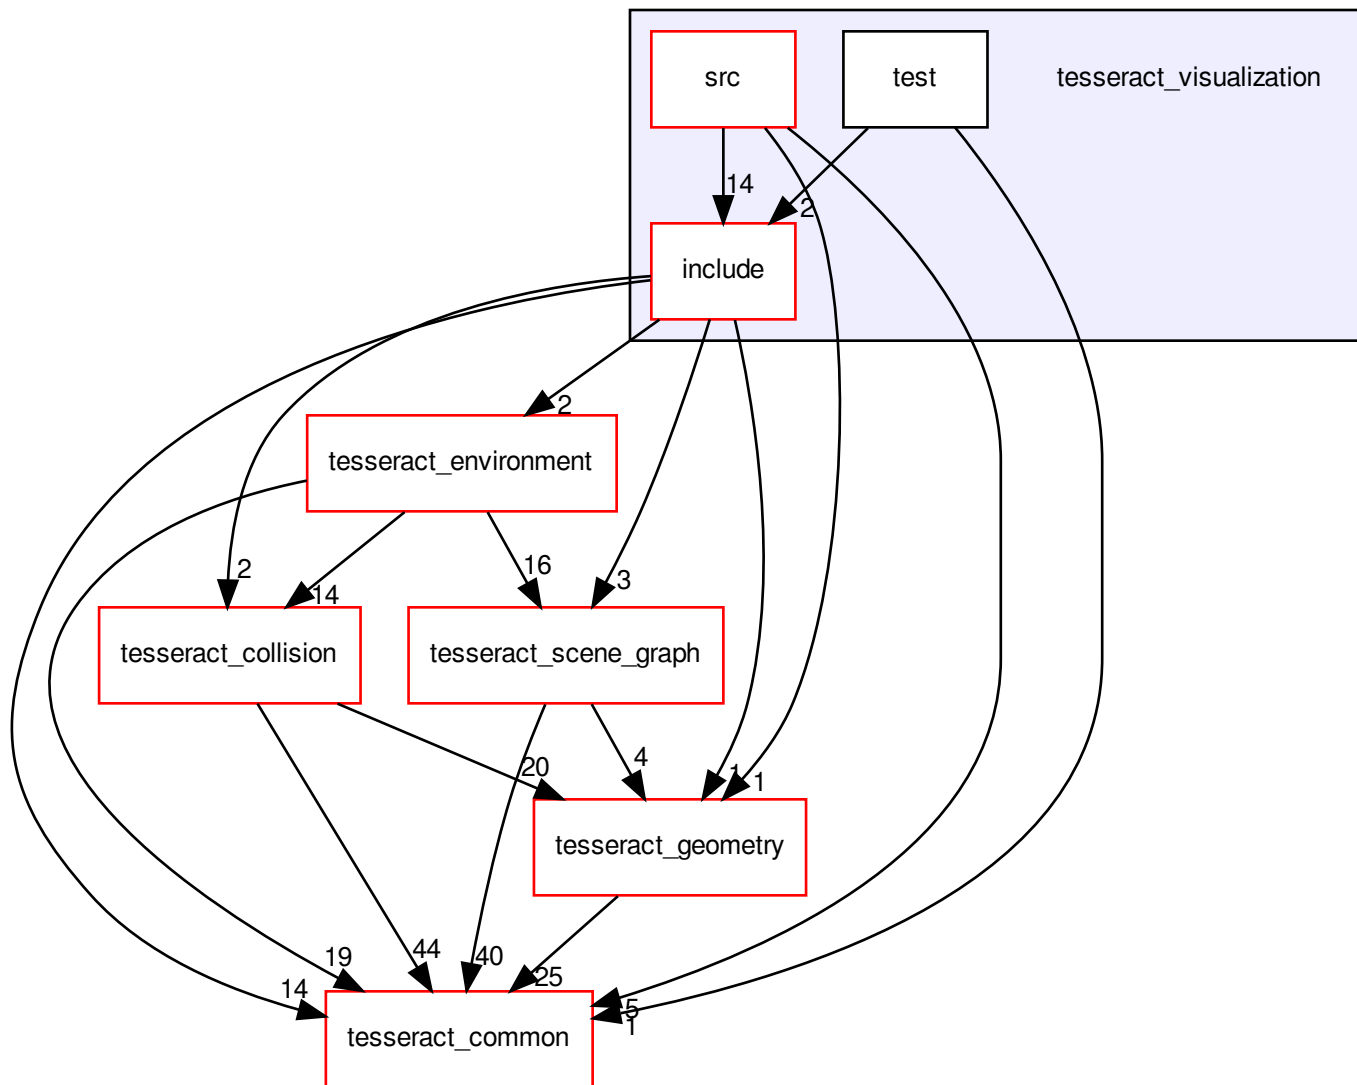 src
test
tesseract_visualization
14
2
include
2
tesseract_environment
16
2
14
3
tesseract_collision
tesseract_scene_graph
4
20
1
1
tesseract_geometry
19
44
40
25
14
5
1
tesseract_common